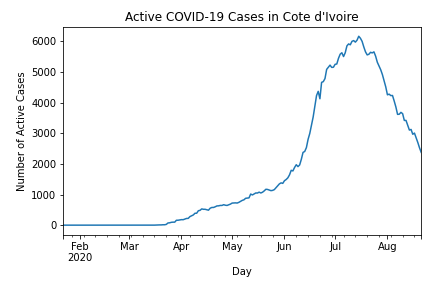 Active COVID-19 Cases in Cote d'Ivoire
Number of Active Cases
6000
5000
4000
3000
2000
1000
0
Feb Mar Apr May Jun Jul Aug
2020
Day